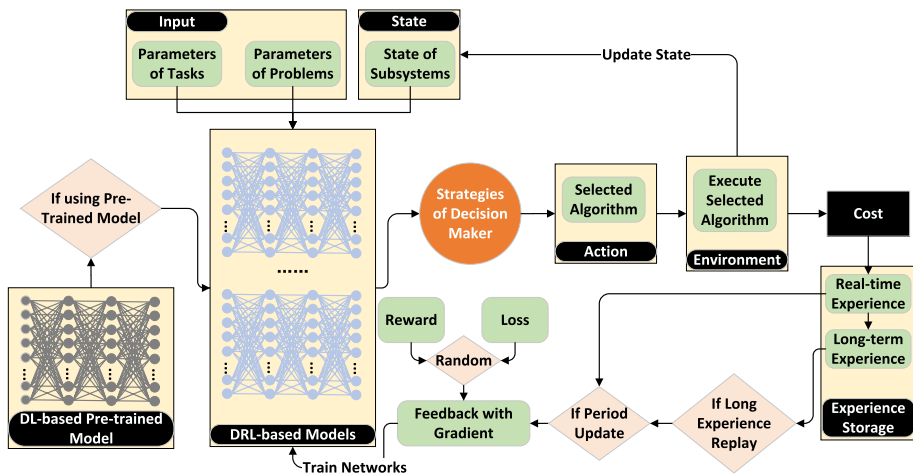 Input
State
Parameters
of Tasks
Parameters
of Problems
State of
Subsystems
Update State
If using Pre-
Trained Model
......
Strategies
of Decision
Maker
Selected
Algorithm
Action
Execute
Selected
Algorithm
Environment
Cost
Real-time
Experience
Long-term
Experience
Experience
Storage
Reward
Loss
Random
Feedback with
Gradient
If Period
Update
If Long
Experience
Replay
DL-based Pre-trained
Model
DRL-based Models
Train Networks